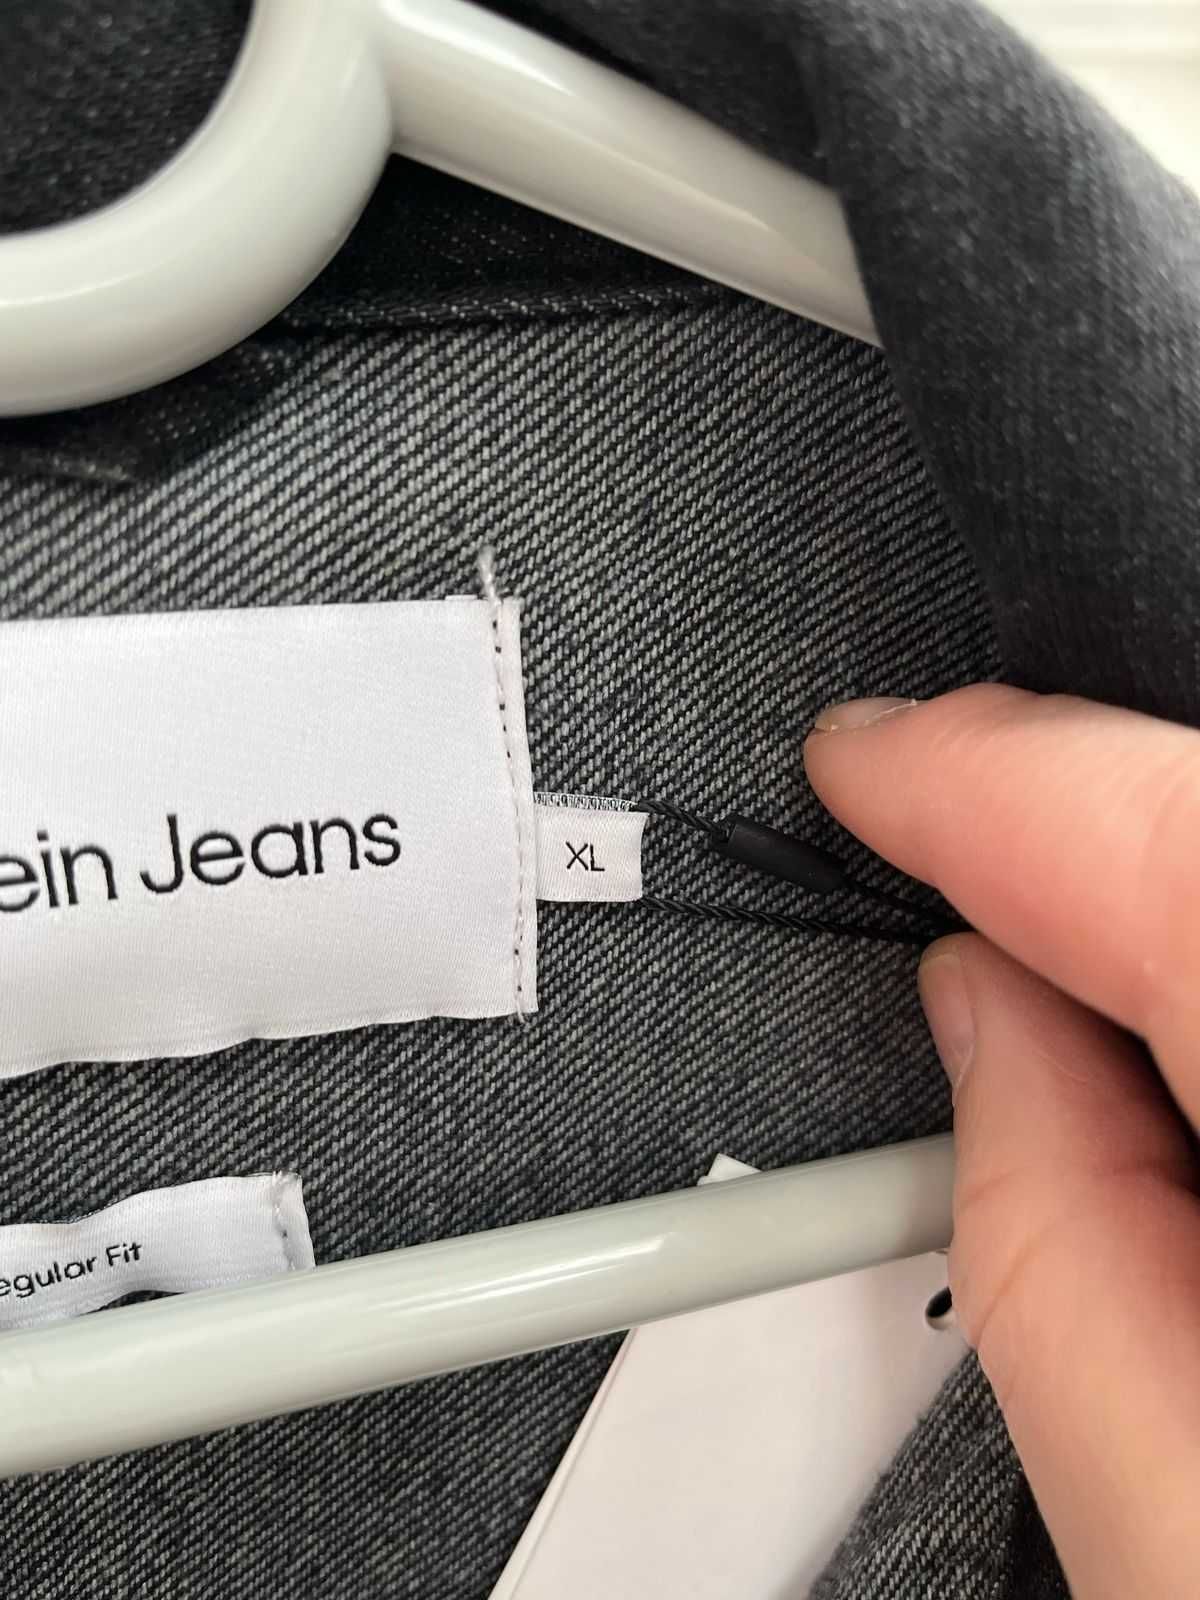 ein Jeans
XL
egular Fit